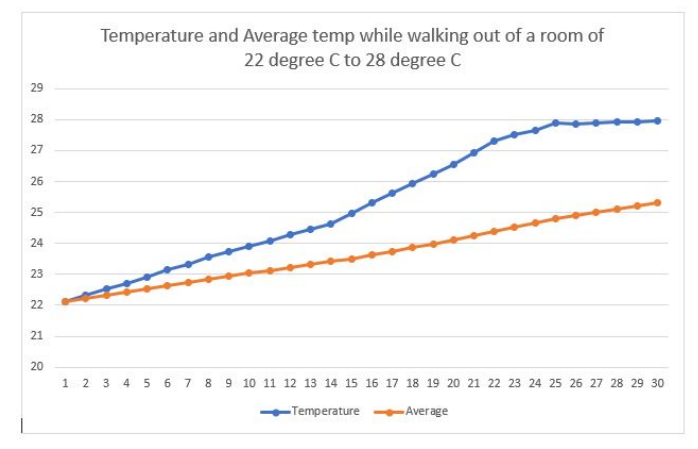 Temperature and Average temp while walking out of a room of
22 degree C to 28 degree C
29
28
27
26
25
24
23
22
21
20
1 2 3 4 5 6 7 8 9 10 11 12 13 14 15 16 17 18 19 20 21 22 23 24 25 26 27 28 29 30
Temperature Average